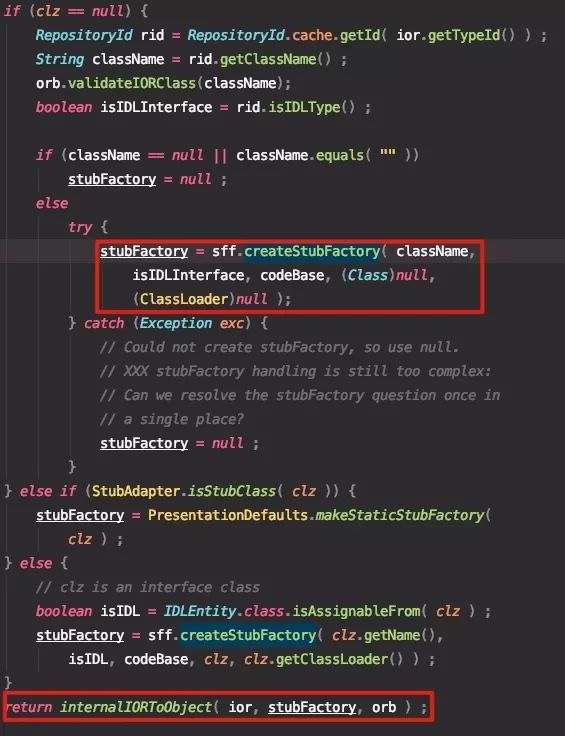 if (clz == null) {
RepositoryId rid = RepositoryId.cache.getId( ior.getTypeId() ) ;
String className = rid.getClassName() ;
orb.validateIORClass(className);
boolean isIDLInterface = rid.isIDLType() ;
if (className == null || className.equals( "" ))
stubFactory = null ;
else
try {
stubFactory = sff.createStubFactory( className,
isIDLInterface, codeBase, (Class)null,
(ClassLoader)null );
} catch (Exception exc) {
// Could not create stubFactory, so use null.
// XXX stubFactory handling is still too complex:
// Can we resolve the stubFactory question once in
// a single place?
stubFactory = null ;
}
} else if (StubAdapter.isStubClass( clz )) {
stubFactory = PresentationDefaults.makeStaticStubFactory(
clz ) ;
} else {
// clz is an interface class
boolean isIDL = IDLEntity.class.isAssignableFrom( clz ) ;
stubFactory = sff.createStubFactory( clz.getName(),
isIDL, codeBase, clz, clz.getClassLoader() ) ;
}
return internalIORToObject( ior, stubFactory, orb ) ;